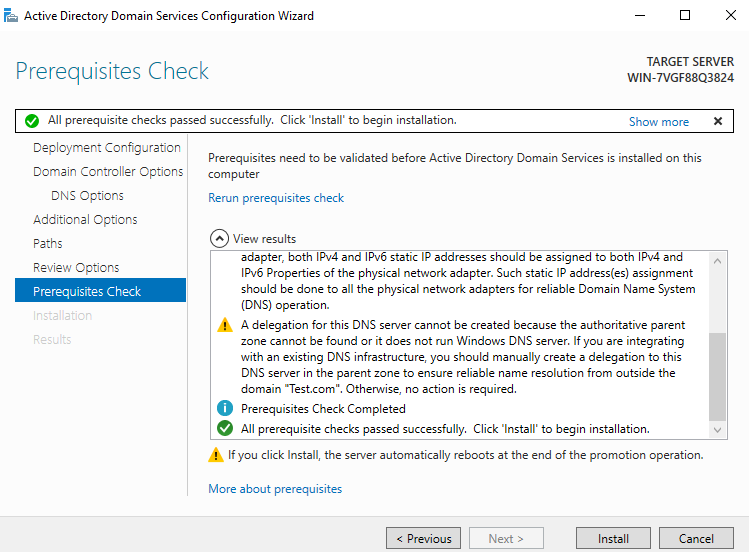 Active Directory Domain Services Configuration Wizard
Prerequisites Check
TARGET SERVER
WIN-7VGF88Q3824
All prerequisite checks passed successfully.  Click 'Install' to begin installation.
Show more
Deployment Configuration
Domain Controller Options
DNS Options
Additional Options
Paths
Review Options
Prerequisites Check
Installation
Results
Prerequisites need to be validated before Active Directory Domain Services is installed on this
computer
Rerun prerequisites check
View results
adapter, both IPv4 and IPv6 static IP addresses should be assigned to both IPv4 and
IPv6 Properties of the physical network adapter. Such static IP address(es) assignment
should be done to all the physical network adapters for reliable Domain Name System
(DNS) operation.
A delegation for this DNS server cannot be created because the authoritative parent
zone cannot be found or it does not run Windows DNS server. If you are integrating
with an existing DNS infrastructure, you should manually create a delegation to this
DNS server in the parent zone to ensure reliable name resolution from outside the
domain "Test.com". Otherwise, no action is required.
Prerequisites Check Completed
All prerequisite checks passed successfully.  Click 'Install' to begin installation.
If you click Install, the server automatically reboots at the end of the promotion operation.
More about prerequisites
< Previous
Next >
Install
Cancel